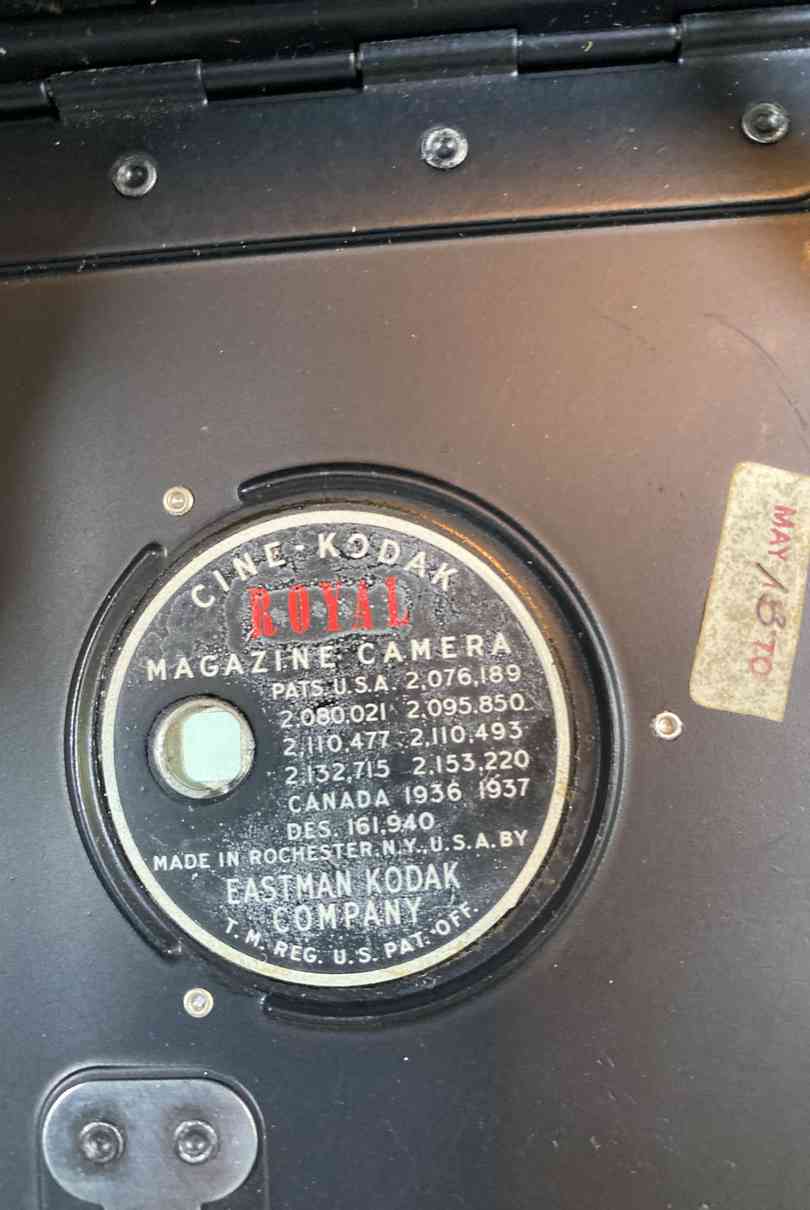 CINE-KODAK
ROYAL
MAGAZINE CAMERA
PATS. U.S.A. 2,076,189
2,080,021 2,095,850
2,110,477 2,110,493
2,132,715 2,153,220
CANADA 1936 1937
DES. 161,940
MADE IN ROCHESTER, N.Y., U.S.A. BY
EASTMAN KODAK
COMPANY
T. M. REG. U.S. PAT. OFF.
MAY 18 70